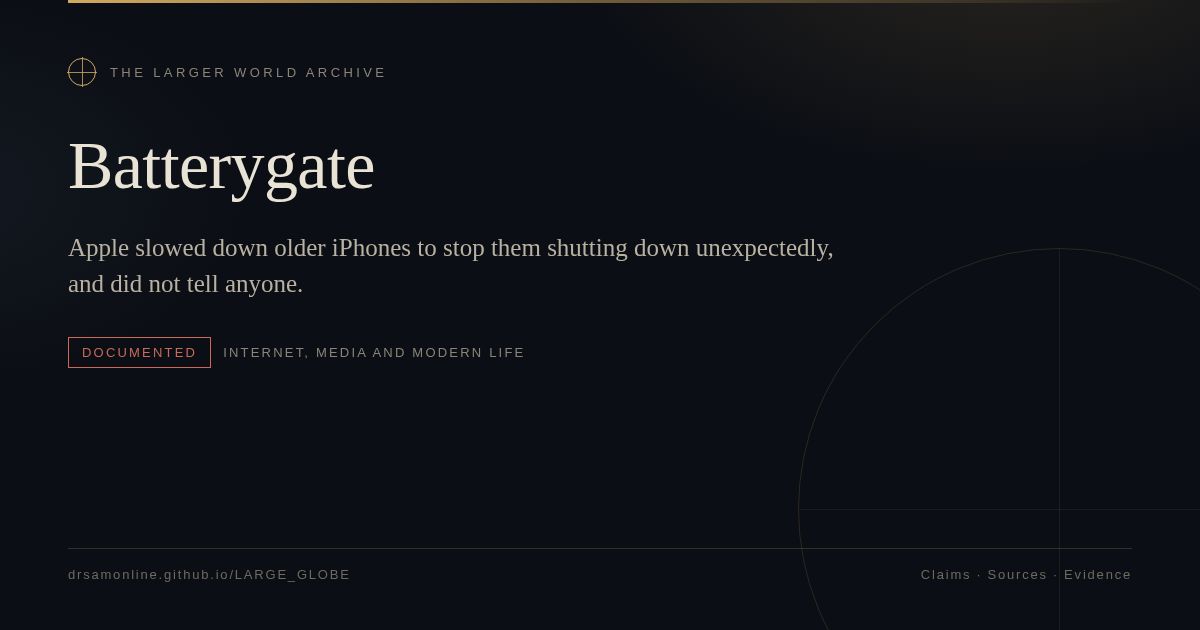 THE LARGER WORLD ARCHIVE
Batterygate
Apple slowed down older iPhones to stop them shutting down unexpectedly,
and did not tell anyone.
DOCUMENTED
INTERNET, MEDIA AND MODERN LIFE
drsamonline.github.io/LARGE_GLOBE
Claims · Sources · Evidence